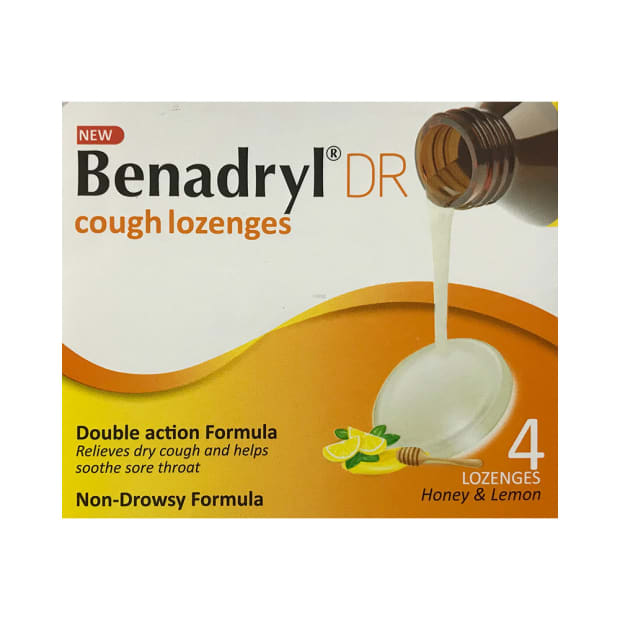 NEW
Benadryl® DR
cough lozenges
Double action Formula
Relieves dry cough and helps
soothe sore throat
Non-Drowsy Formula
4
LOZENGES
Honey & Lemon